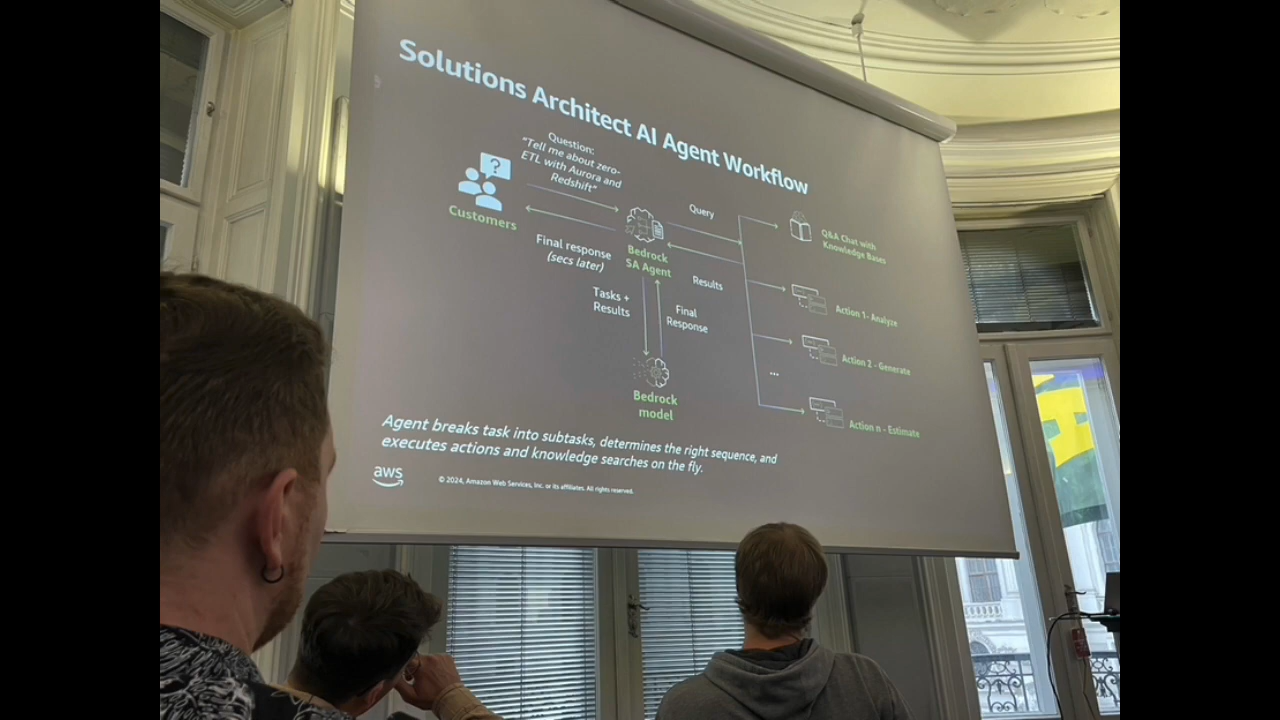 Solutions Architect AI Agent Workflow
Question:
"Tell me about zero-
ETL with Aurora and
Redshift"
Customers
Final response
(secs later)
Bedrock
SA Agent
Query
Results
Q&A Chat with
Knowledge Bases
Tasks +
Results
Final
Response
Action 1- Analyze
Action 2 - Generate
...
Action n - Estimate
Bedrock
model
Agent breaks task into subtasks, determines the right sequence, and
executes actions and knowledge searches on the fly.
aws
© 2024, Amazon Web Services, Inc. or its affiliates. All rights reserved.